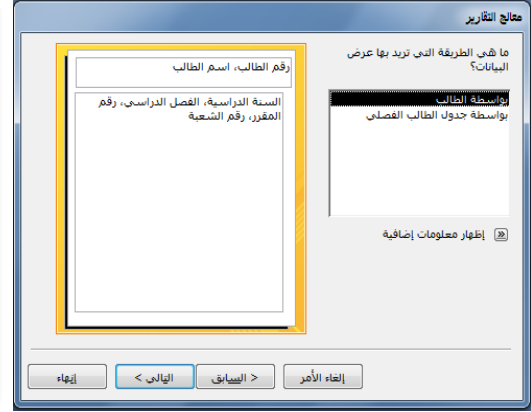 معالج التقارير
ما هي الطريقة التي تريد بها عرض
البيانات؟
بواسطة الطالب
بواسطة جدول الطالب الفصلي
إظهار معلومات إضافية
رقم الطالب، اسم الطالب
السنة الدراسية، الفصل الدراسي، رقم
المقرر، رقم الشعبة
إلغاء الأمر
< السابق
التالي >
إنهاء